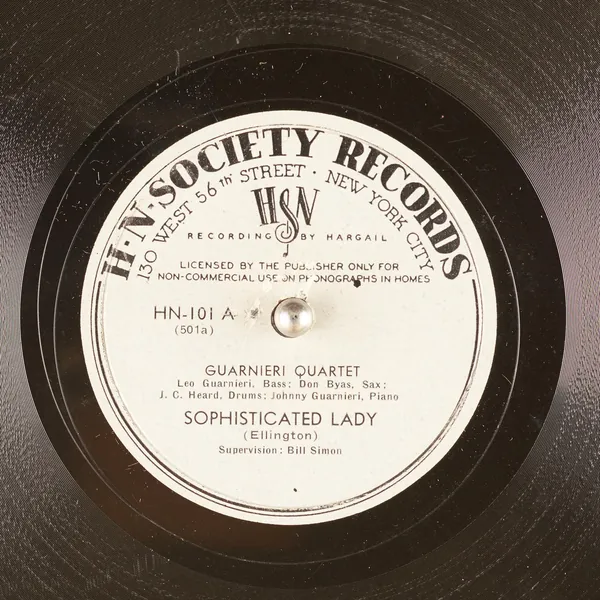 H·N·SOCIETY RECORDS
130 WEST 56th STREET · NEW YORK CITY
HSN
RECORDING BY HARGAIL
LICENSED BY THE PUBLISHER ONLY FOR
NON-COMMERCIAL USE ON PHONOGRAPHS IN HOMES
HN-101 A
(501a)
GUARNIERI QUARTET
Leo Guarnieri, Bass; Don Byas, Sax;
J. C. Heard, Drums; Johnny Guarnieri, Piano
SOPHISTICATED LADY
(Ellington)
Supervision: Bill Simon